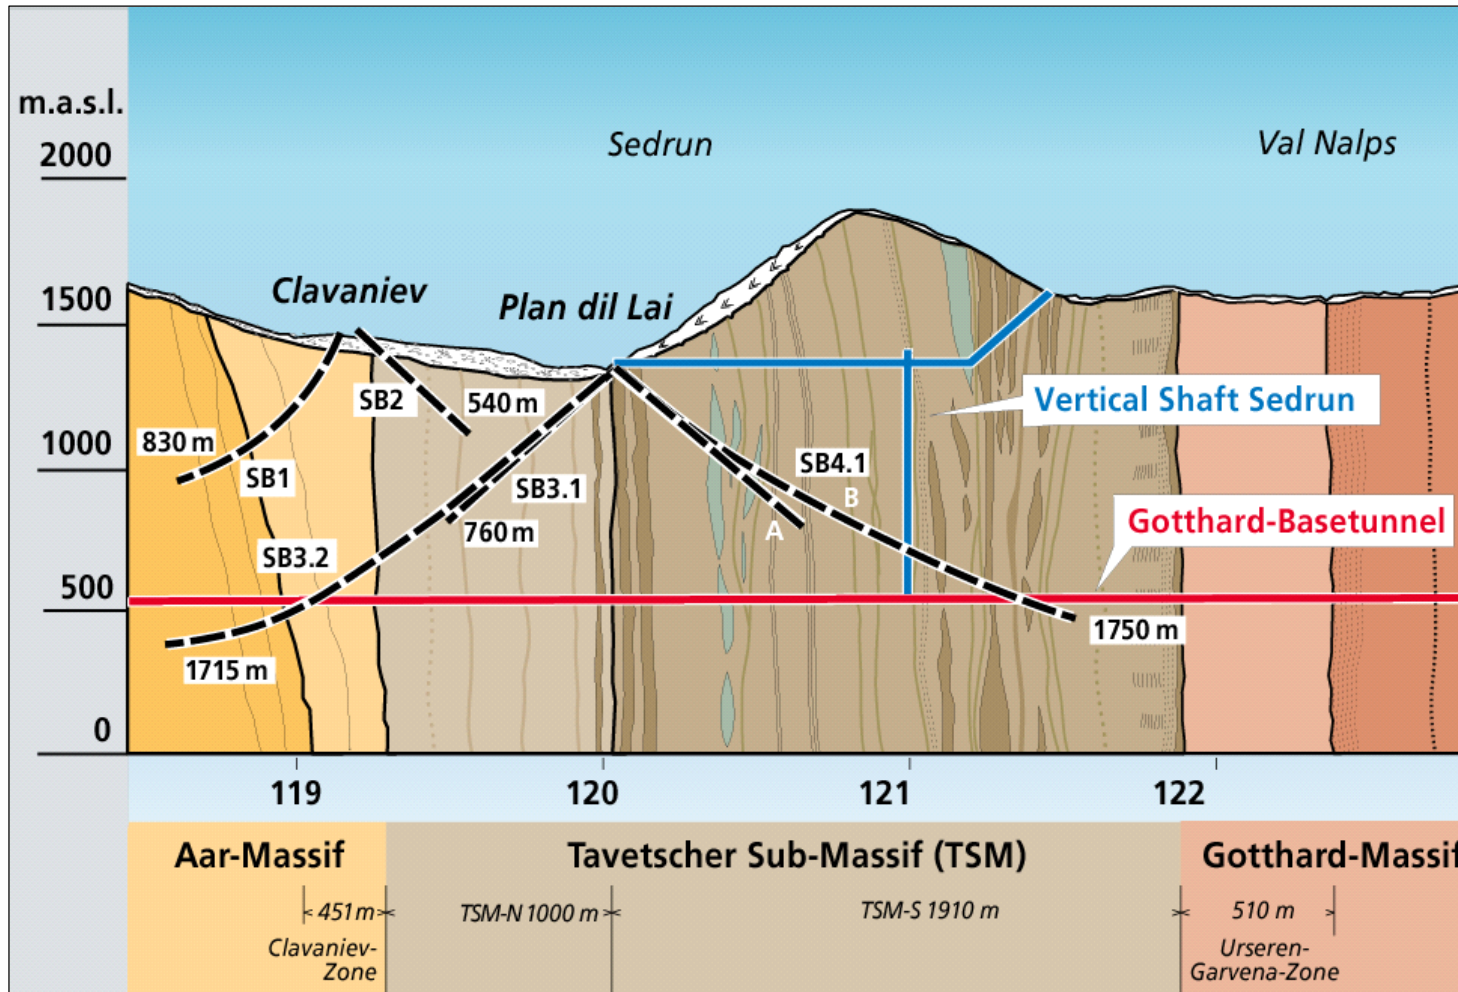 m.a.s.l.
2000
1500
1000
500
0
Sedrun
Val Nalps
Clavaniev
Plan dil Lai
SB2
540 m
830 m
SB1
SB3.1
760 m
SB3.2
1715 m
SB4.1
B
A
Vertical Shaft Sedrun
Gotthard-Basetunnel
1750 m
119
120
121
122
Aar-Massif
Tavetscher Sub-Massif (TSM)
Gotthard-Massif
451 m
TSM-N 1000 m
TSM-S 1910 m
510 m
Clavaniev-
Zone
Urseren-
Garvena-Zone